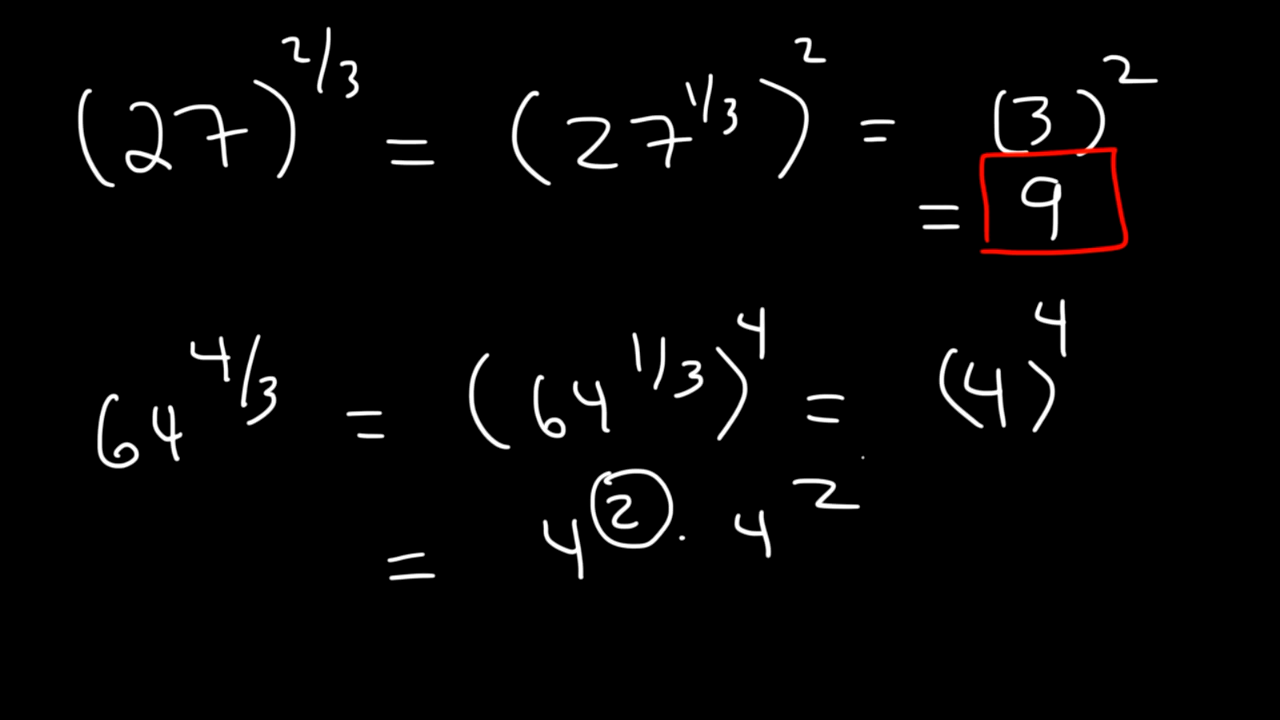 (27)^{2/3} = (27^{1/3})^2 = (3)^2
= 9
64^{4/3} = (64^{1/3})^4 = (4)^4
= 4^2 · 4^2